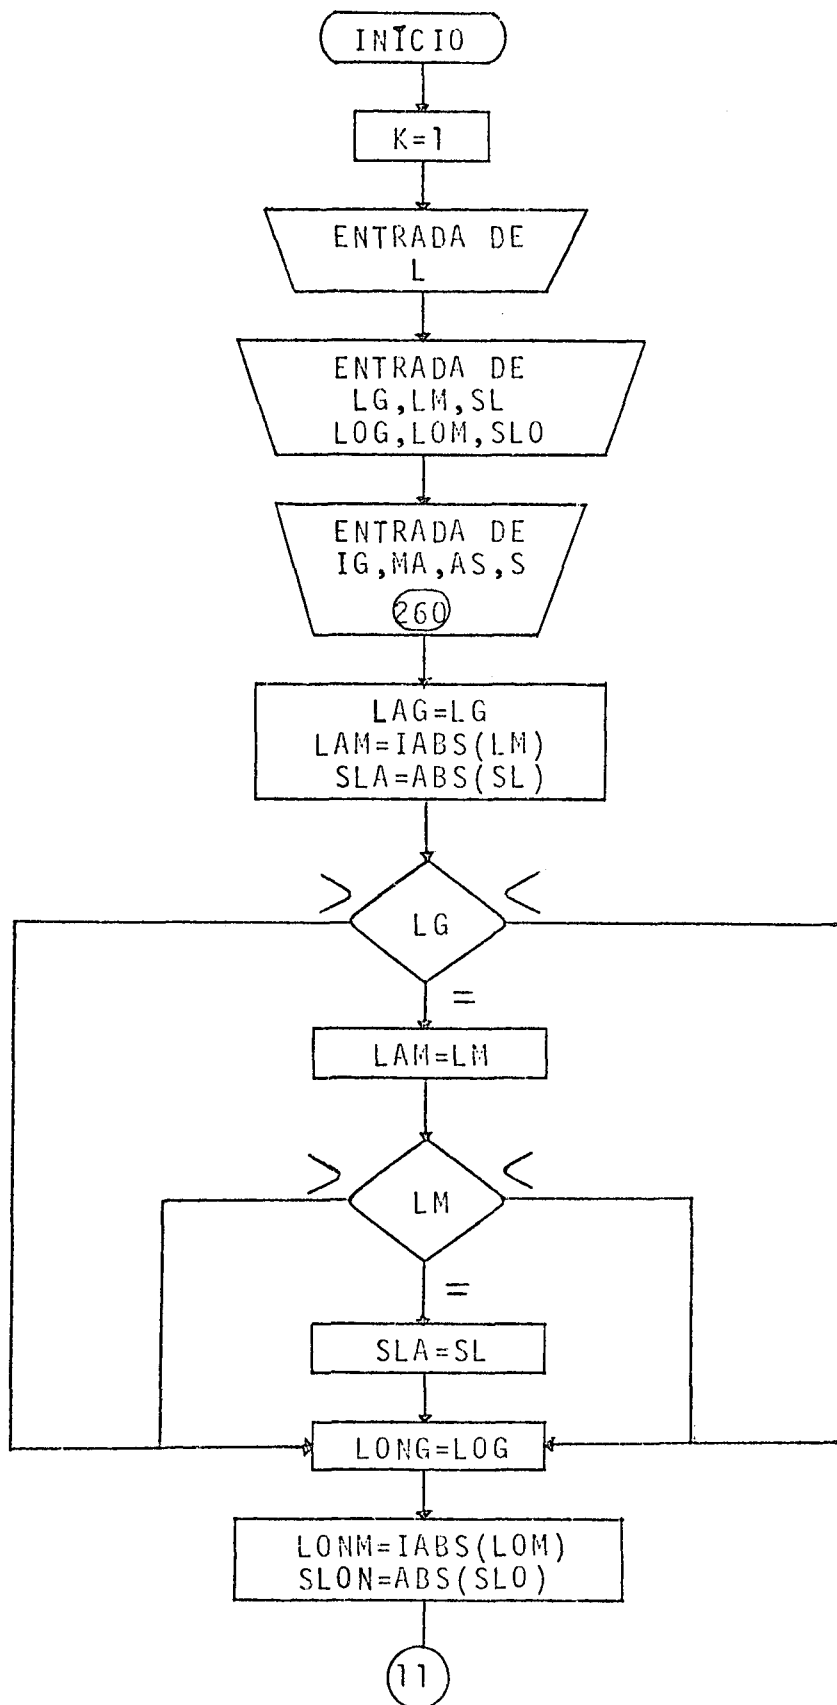 INÍCIO
K=1
ENTRADA DE
L
ENTRADA DE
LG,LM,SL
LOG,LOM,SLO
ENTRADA DE
IG,MA,AS,S
260
LAG=LG
LAM=IABS(LM)
SLA=ABS(SL)
> LG <
=
LAM=LM
> LM <
=
SLA=SL
LONG=LOG
LONM=IABS(LOM)
SLON=ABS(SLO)
11